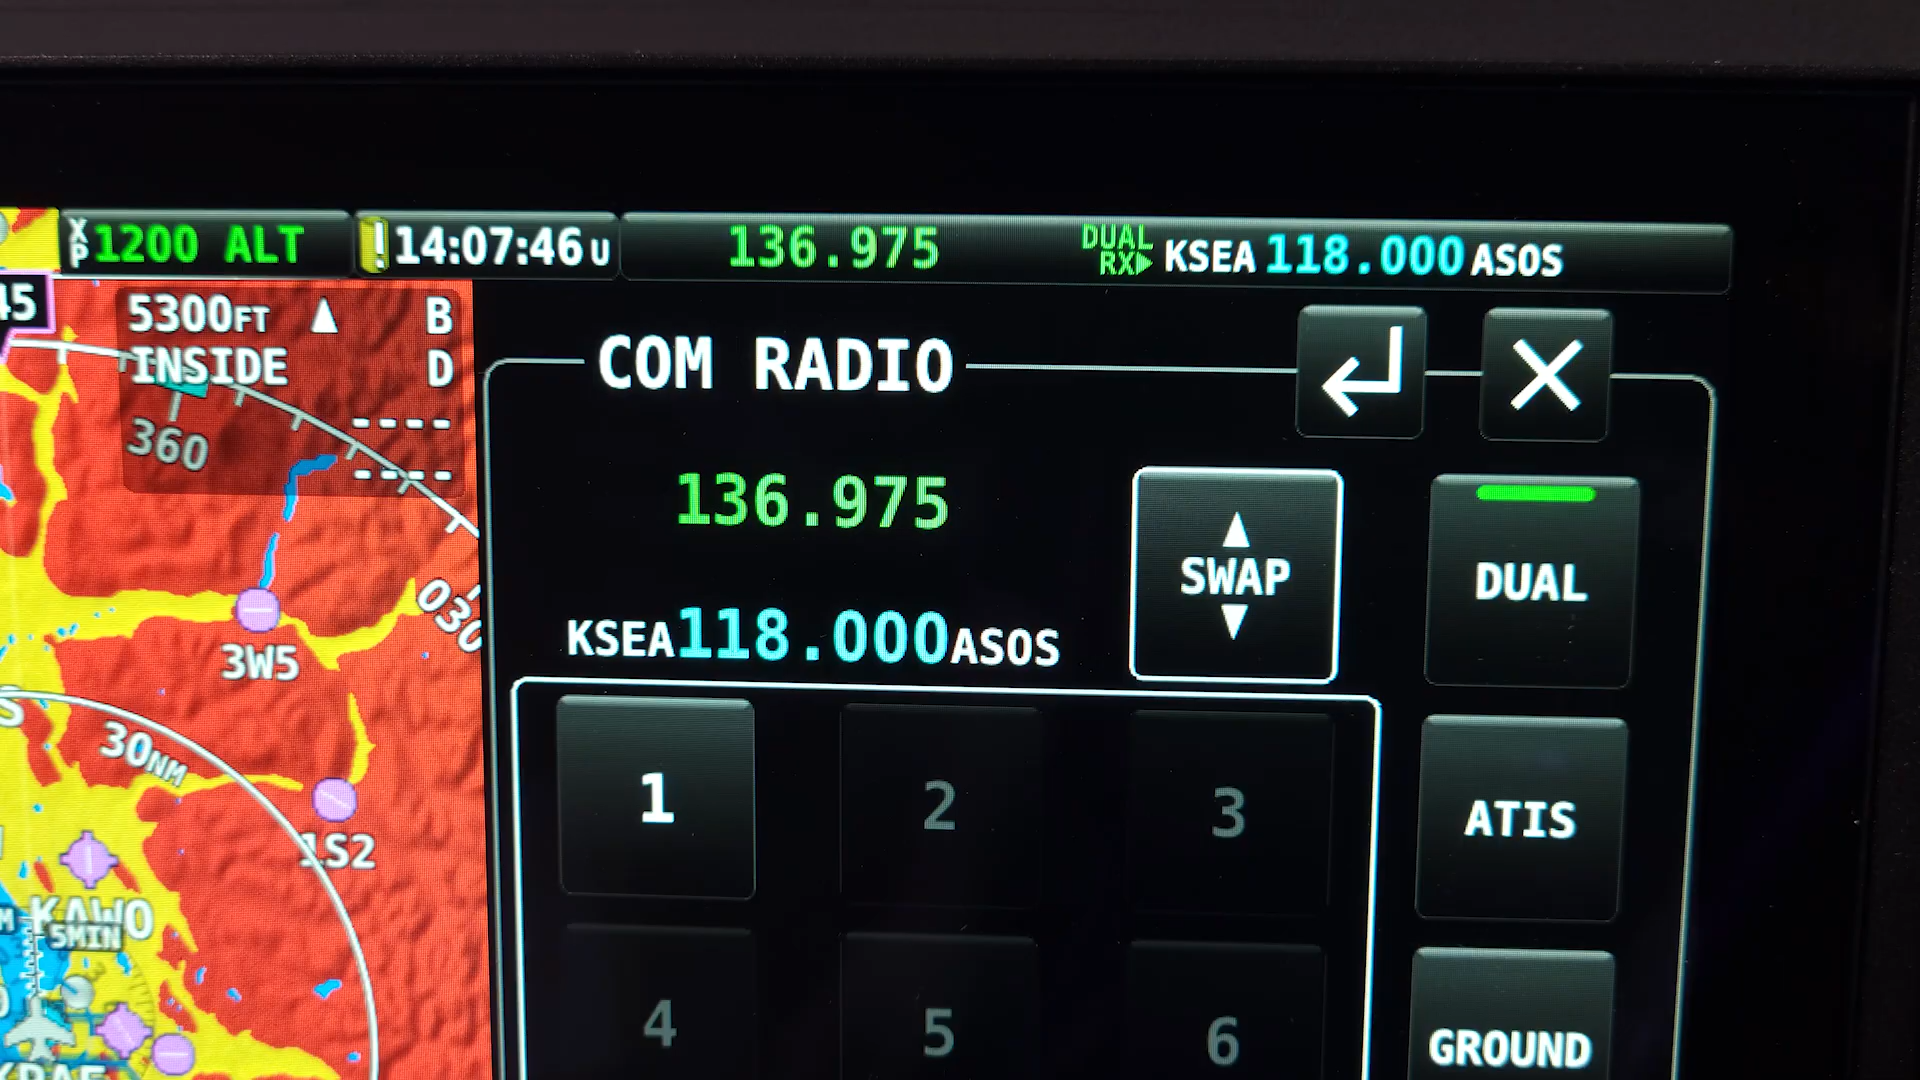 XP 1200 ALT
14:07:46 U
136.975
DUAL RX
KSEA 118.000 ASOS
45
5300FT B
INSIDE D
360
COM RADIO
136.975
SWAP
DUAL
KSEA 118.000 ASOS
030
3W5
30NM
1 2 3
ATIS
1S2
KAWO
5MIN
4 5 6
GROUND